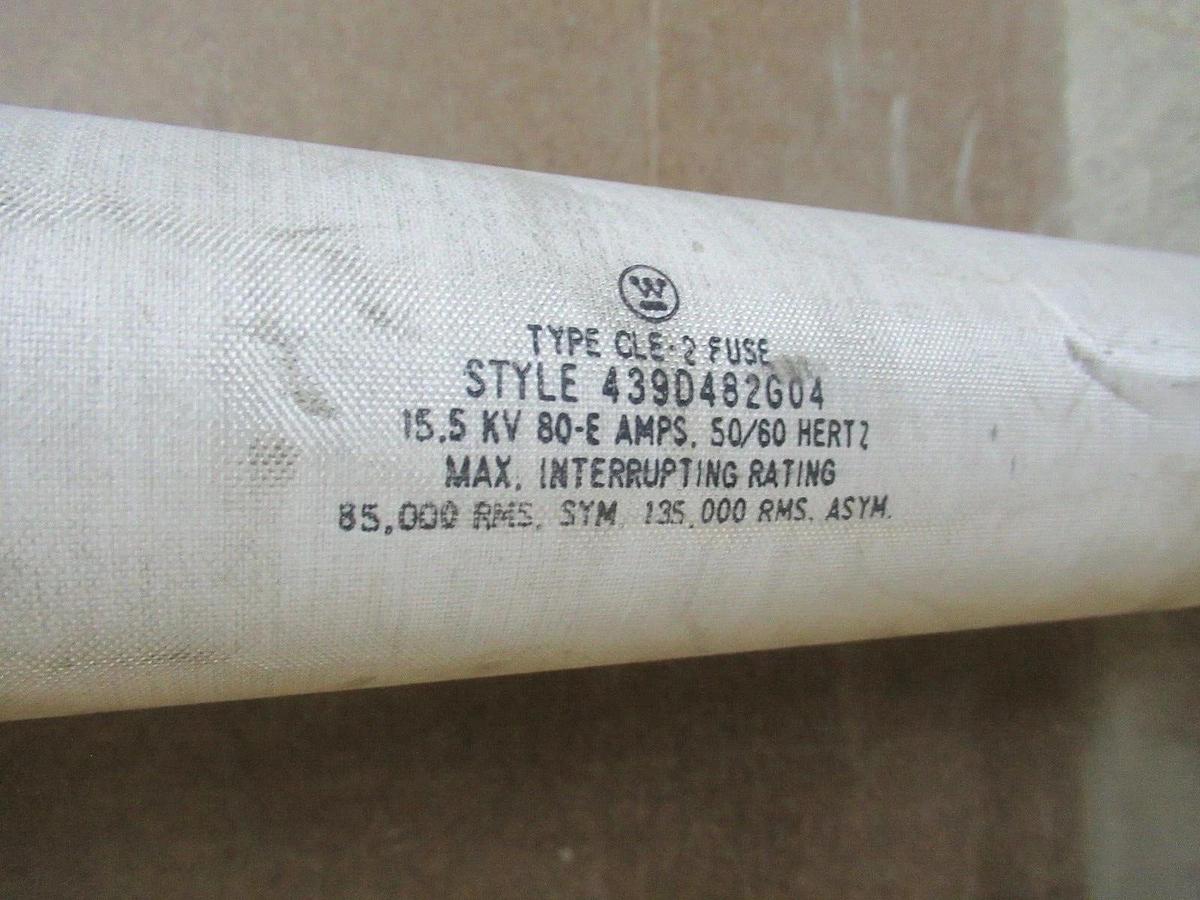 W
TYPE CLE-2 FUSE
STYLE 439D482G04
15.5 KV 80-E AMPS. 50/60 HERTZ
MAX. INTERRUPTING RATING
85,000 RMS. SYM. 135,000 RMS. ASYM.